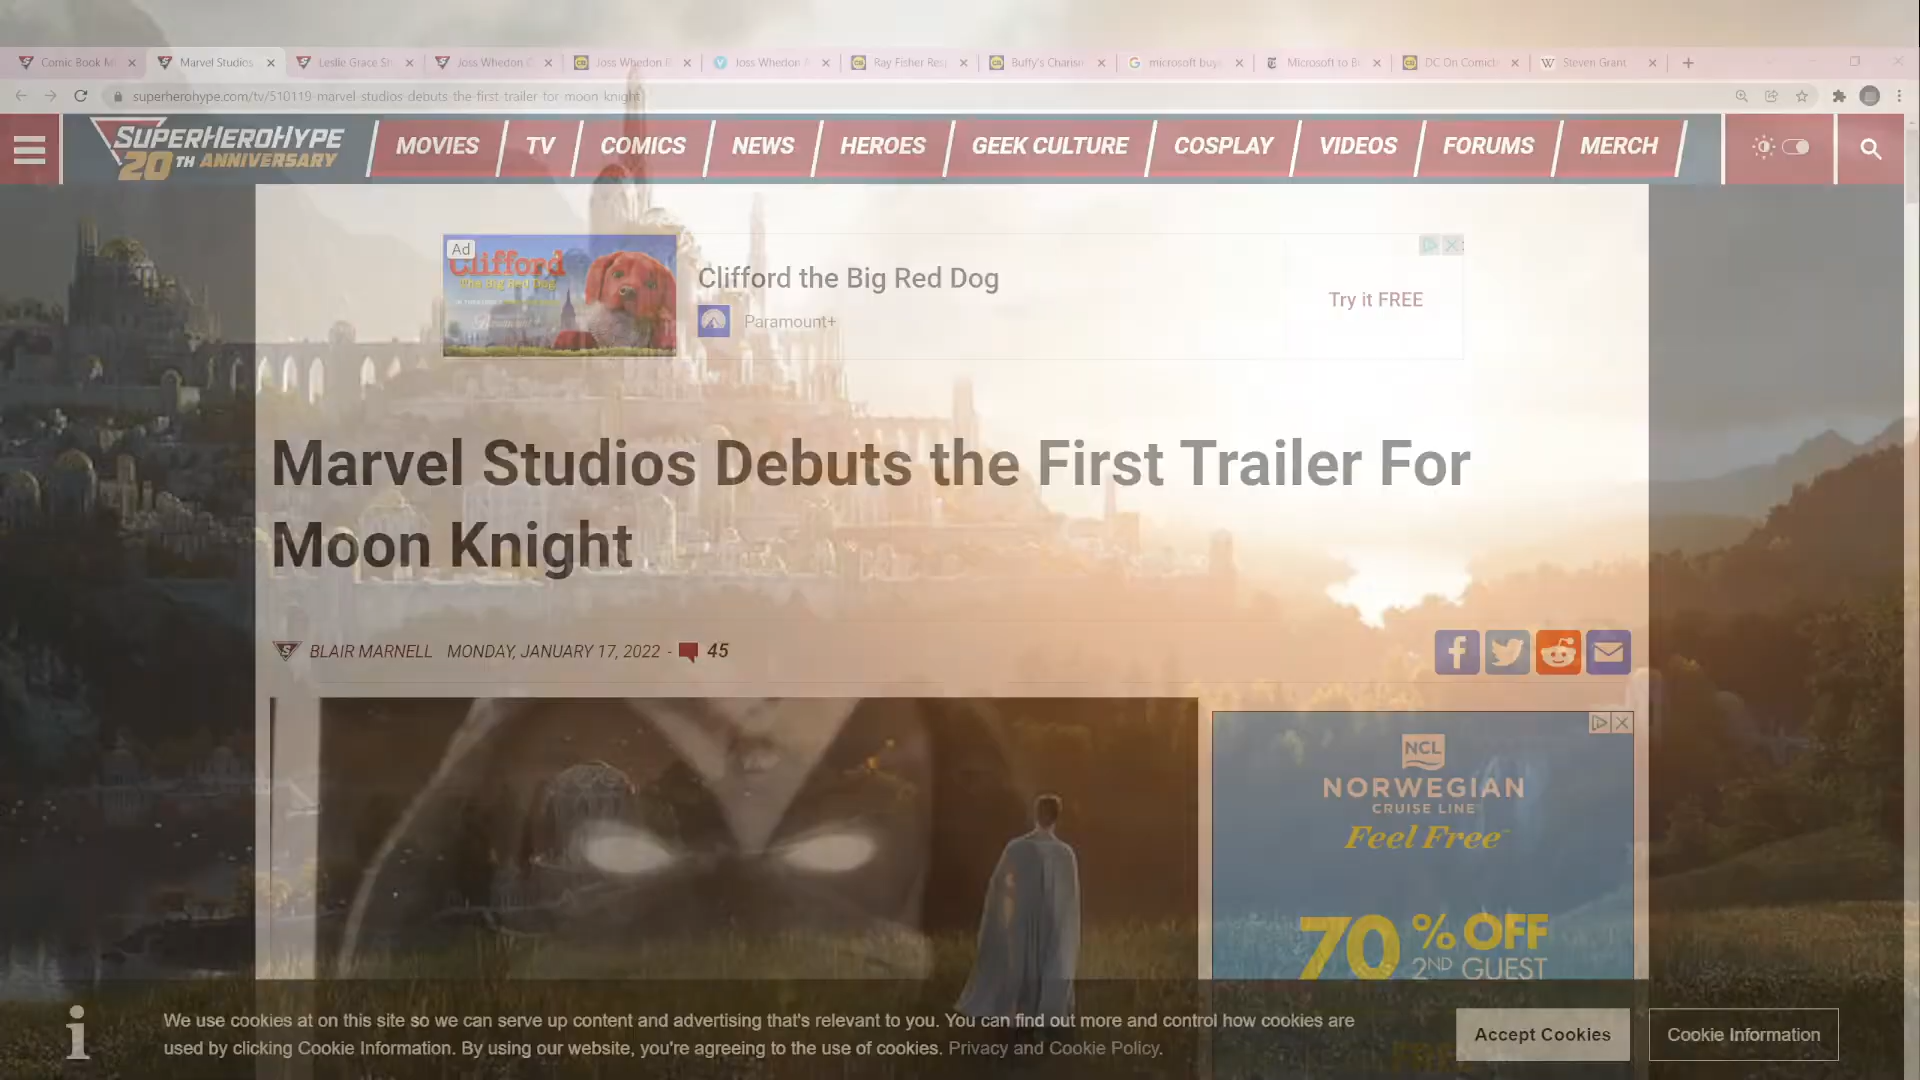 Comic Book M
Marvel Studios
Leslie Grace Sh
Joss Whedon
Joss Whedon
Joss Whedon
Ray Fisher Resp
Buffy's Charism
microsoft buy
Microsoft to B
DC On Comict
Steven Grant
superherohype.com/tv/510119-marvel-studios-debuts-the-first-trailer-for-moon-knight
SUPERHEROHYPE
20TH ANNIVERSARY
MOVIES
TV
COMICS
NEWS
HEROES
GEEK CULTURE
COSPLAY
VIDEOS
FORUMS
MERCH
Ad
Clifford
The Big Red Dog
Clifford the Big Red Dog
Paramount+
Try it FREE
Marvel Studios Debuts the First Trailer For
Moon Knight
BLAIR MARNELL MONDAY, JANUARY 17, 2022 - 45
NCL
NORWEGIAN
CRUISE LINE
Feel Free
70% OFF
2ND GUEST
We use cookies at on this site so we can serve up content and advertising that's relevant to you. You can find out more and control how cookies are
used by clicking Cookie Information. By using our website, you're agreeing to the use of cookies. Privacy and Cookie Policy.
Accept Cookies
Cookie Information